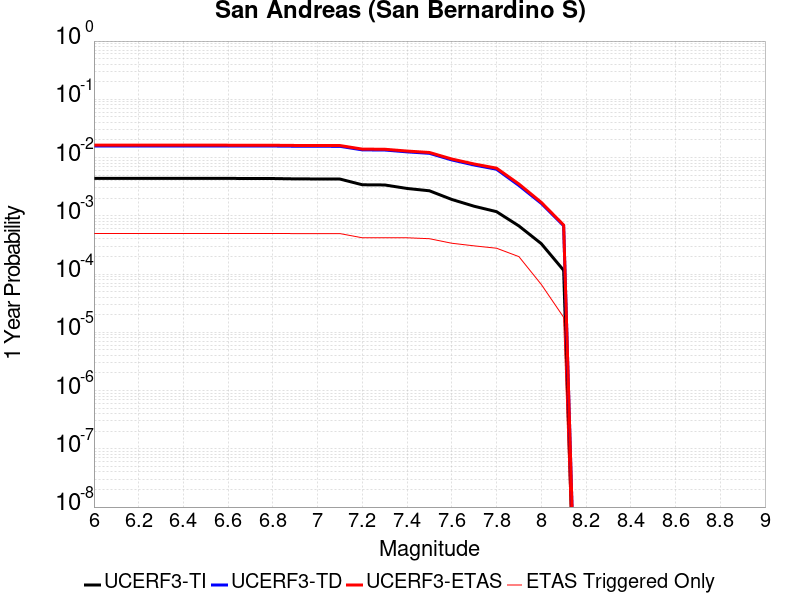 San Andreas (San Bernardino S)
10^0
10^-1
10^-2
10^-3
10^-4
10^-5
10^-6
10^-7
10^-8
1 Year Probability
6 6.2 6.4 6.6 6.8 7 7.2 7.4 7.6 7.8 8 8.2 8.4 8.6 8.8 9
Magnitude
UCERF3-TI UCERF3-TD UCERF3-ETAS ETAS Triggered Only